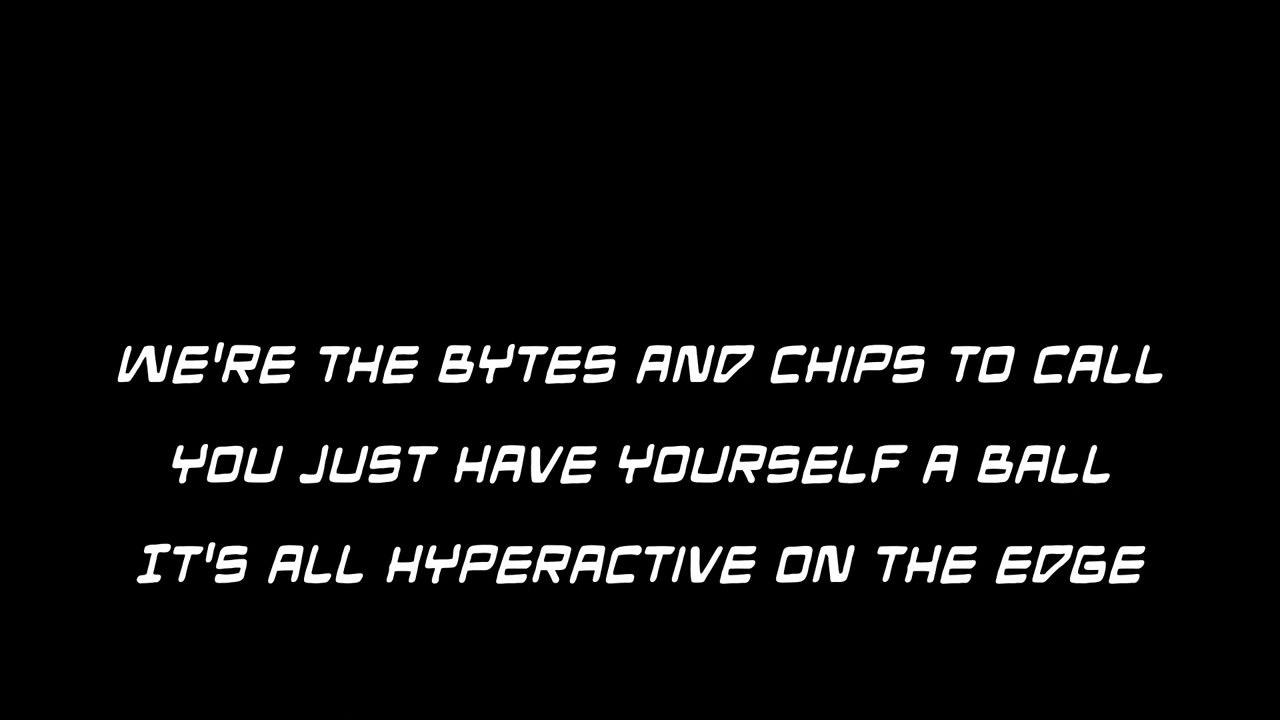 WE'RE THE BYTES AND CHIPS TO CALL
YOU JUST HAVE YOURSELF A BALL
IT'S ALL HYPERACTIVE ON THE EDGE